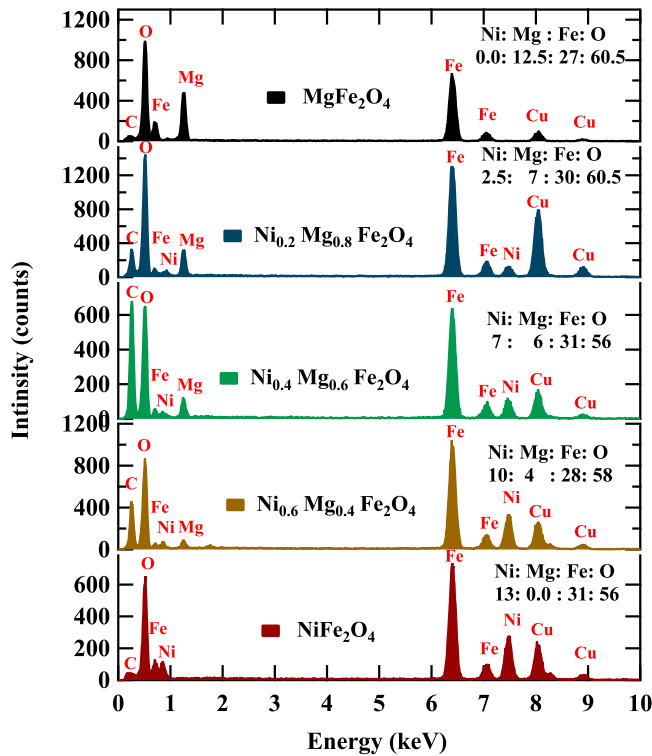 Intinsity (counts)
1200
800
400
0
O
C
Fe
Mg
MgFe2O4
Fe
Fe
Cu
Cu
Ni: Mg : Fe: O
0.0: 12.5: 27: 60.5
1200
800
400
0
O
C
Fe
Ni
Mg
Ni0.2 Mg0.8 Fe2O4
Fe
Fe
Ni
Cu
Cu
Ni: Mg: Fe: O
2.5: 7 : 30: 60.5
600
400
200
0
C
O
Fe
Ni
Mg
Ni0.4 Mg0.6 Fe2O4
Fe
Fe
Ni
Cu
Cu
Ni: Mg: Fe: O
7 : 6 : 31: 56
1200
800
400
0
C
O
Fe
Ni
Mg
Ni0.6 Mg0.4 Fe2O4
Fe
Fe
Ni
Cu
Cu
Ni: Mg: Fe: O
10: 4 : 28: 58
600
400
200
0
C
O
Fe
Ni
NiFe2O4
Fe
Fe
Ni
Cu
Cu
Ni: Mg: Fe: O
13: 0.0 : 31: 56
0 1 2 3 4 5 6 7 8 9 10
Energy (keV)